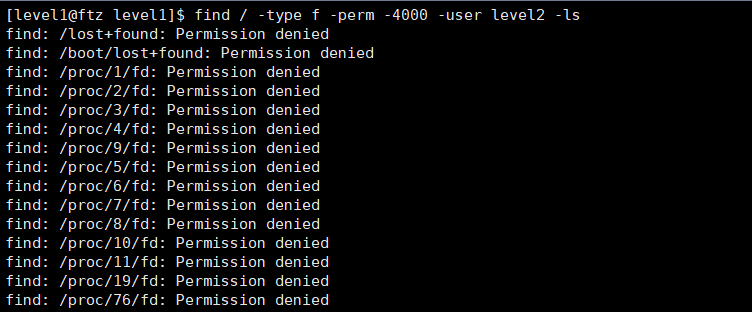 [level1@ftz level1]$ find / -type f -perm -4000 -user level2 -ls
find: /lost+found: Permission denied
find: /boot/lost+found: Permission denied
find: /proc/1/fd: Permission denied
find: /proc/2/fd: Permission denied
find: /proc/3/fd: Permission denied
find: /proc/4/fd: Permission denied
find: /proc/9/fd: Permission denied
find: /proc/5/fd: Permission denied
find: /proc/6/fd: Permission denied
find: /proc/7/fd: Permission denied
find: /proc/8/fd: Permission denied
find: /proc/10/fd: Permission denied
find: /proc/11/fd: Permission denied
find: /proc/19/fd: Permission denied
find: /proc/76/fd: Permission denied